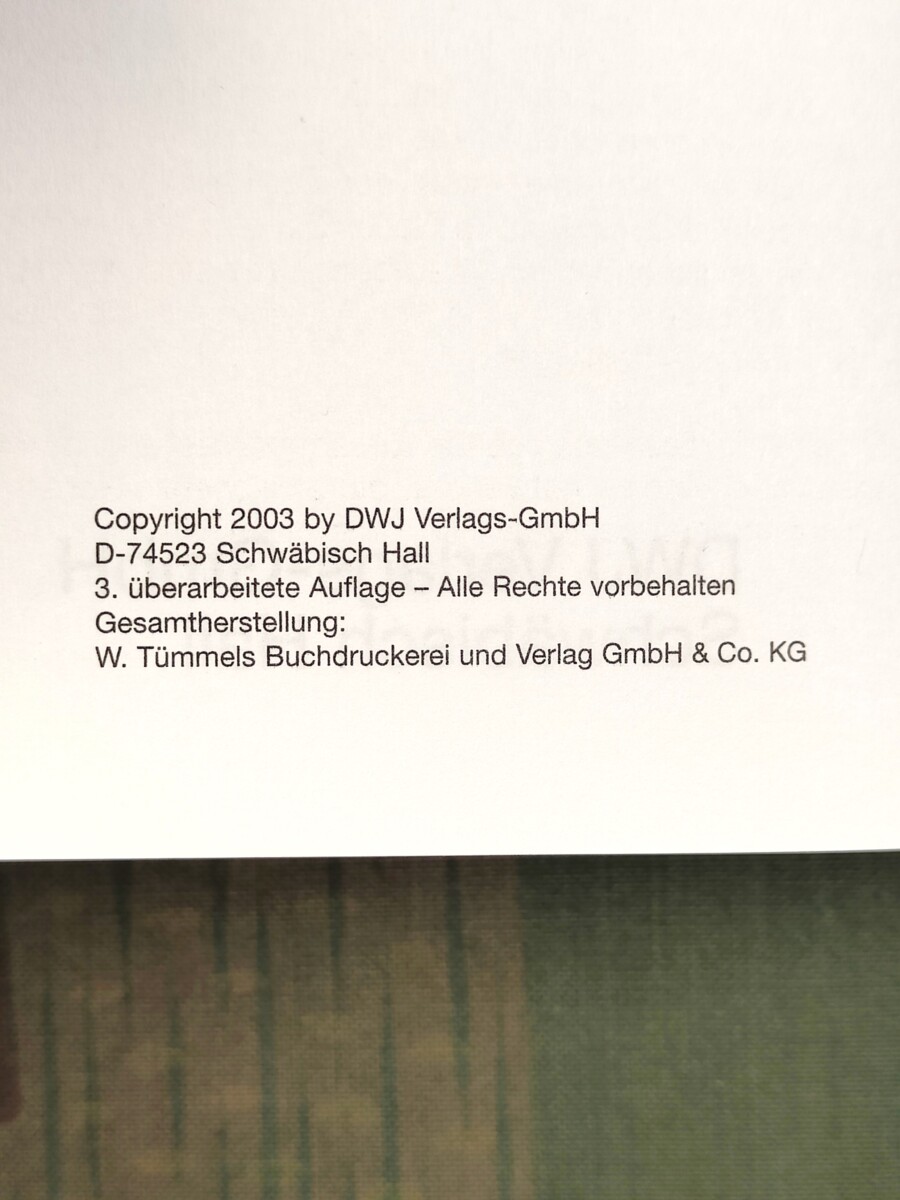 Copyright 2003 by DWJ Verlags-GmbH
D-74523 Schwäbisch Hall
3. überarbeitete Auflage – Alle Rechte vorbehalten
Gesamtherstellung:
W. Tümmels Buchdruckerei und Verlag GmbH & Co. KG